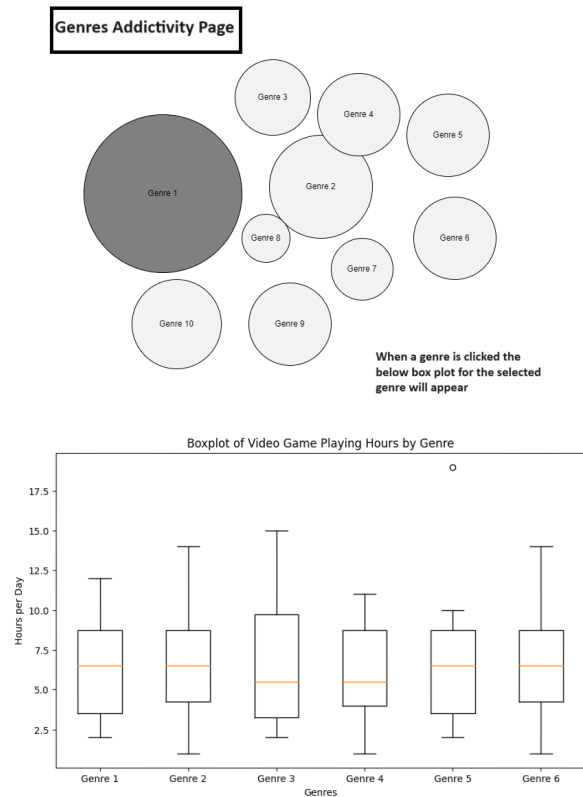 Genres Addictivity Page
Genre 3
Genre 4
Genre 5
Genre 1
Genre 2
Genre 8
Genre 6
Genre 7
Genre 10
Genre 9
When a genre is clicked the
below box plot for the selected
genre will appear
Boxplot of Video Game Playing Hours by Genre
17.5
15.0
12.5
10.0
7.5
5.0
2.5
Hours per Day
Genre 1
Genre 2
Genre 3
Genre 4
Genre 5
Genre 6
Genres